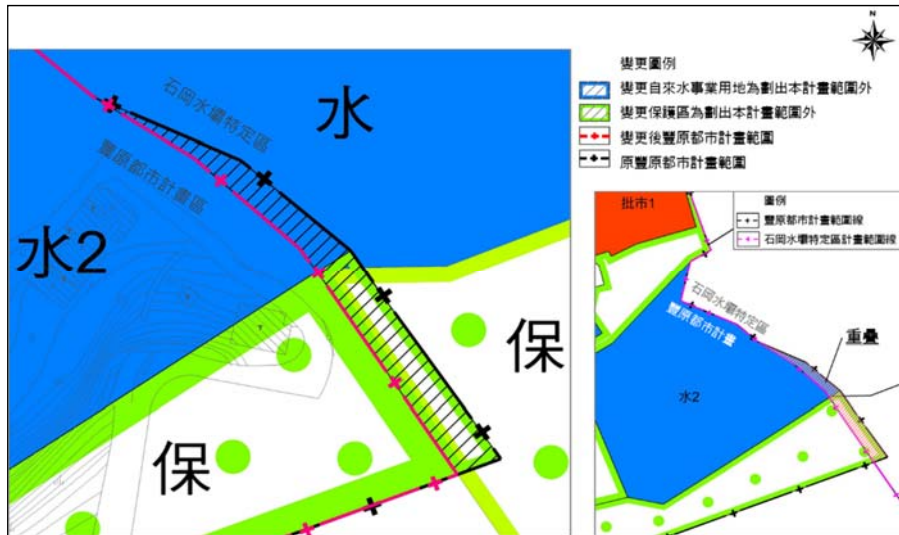 N
變更圖例
變更自來水事業用地為劃出本計畫範圍外
變更保護區為劃出本計畫範圍外
變更後豐原都市計畫範圍
原豐原都市計畫範圍
石岡水壩特定區
豐原都市計畫區
水
水2
保
保
批市1
圖例
豐原都市計畫範圍線
石岡水壩特定區計畫範圍線
石岡水壩特定區
豐原都市計畫
重疊
水2